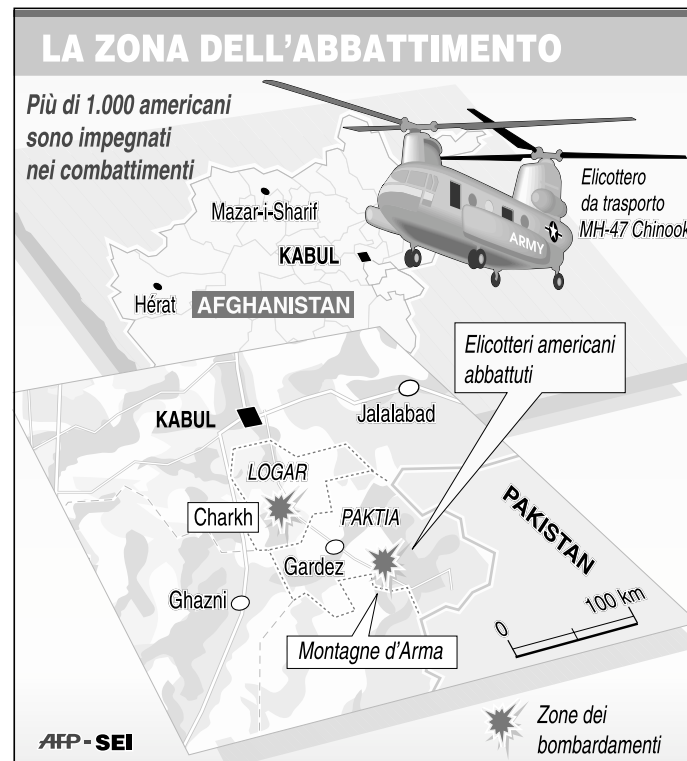 LA ZONA DELL'ABBATTIMENTO
Più di 1.000 americani
sono impegnati
nei combattimenti
Elicottero
da trasporto
MH-47 Chinook
ARMY
Mazar-i-Sharif
KABUL
Hérat
AFGHANISTAN
Elicotteri americani
abbattuti
KABUL
Jalalabad
LOGAR
Charkh
PAKTIA
PAKISTAN
Gardez
Ghazni
0
100 km
Montagne d'Arma
Zone dei
bombardamenti
AFP - SEI